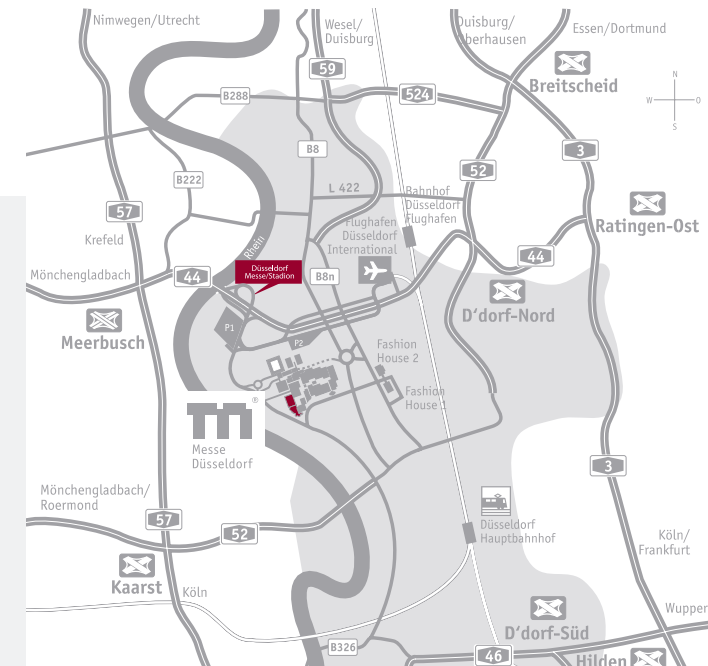 Nimwegen/Utrecht
Wesel/
Duisburg
Duisburg/
Oberhausen
Essen/Dortmund
59
Breitscheid
N
W
O
S
B288
524
B8
3
52
B222
L 422
Bahnhof
Düsseldorf
Flughafen
57
Ratingen-Ost
Krefeld
Rhein
Flughafen
Düsseldorf
International
Mönchengladbach
44
Düsseldorf
Messe/Stadion
B8n
44
D'dorf-Nord
Meerbusch
P1
P2
Fashion
House 2
Fashion
House 1
®
Messe
Düsseldorf
3
Mönchengladbach/
Roermond
57
52
Düsseldorf
Hauptbahnhof
Köln/
Frankfurt
Kaarst
Köln
Wupper
D'dorf-Süd
B326
46
Hilden